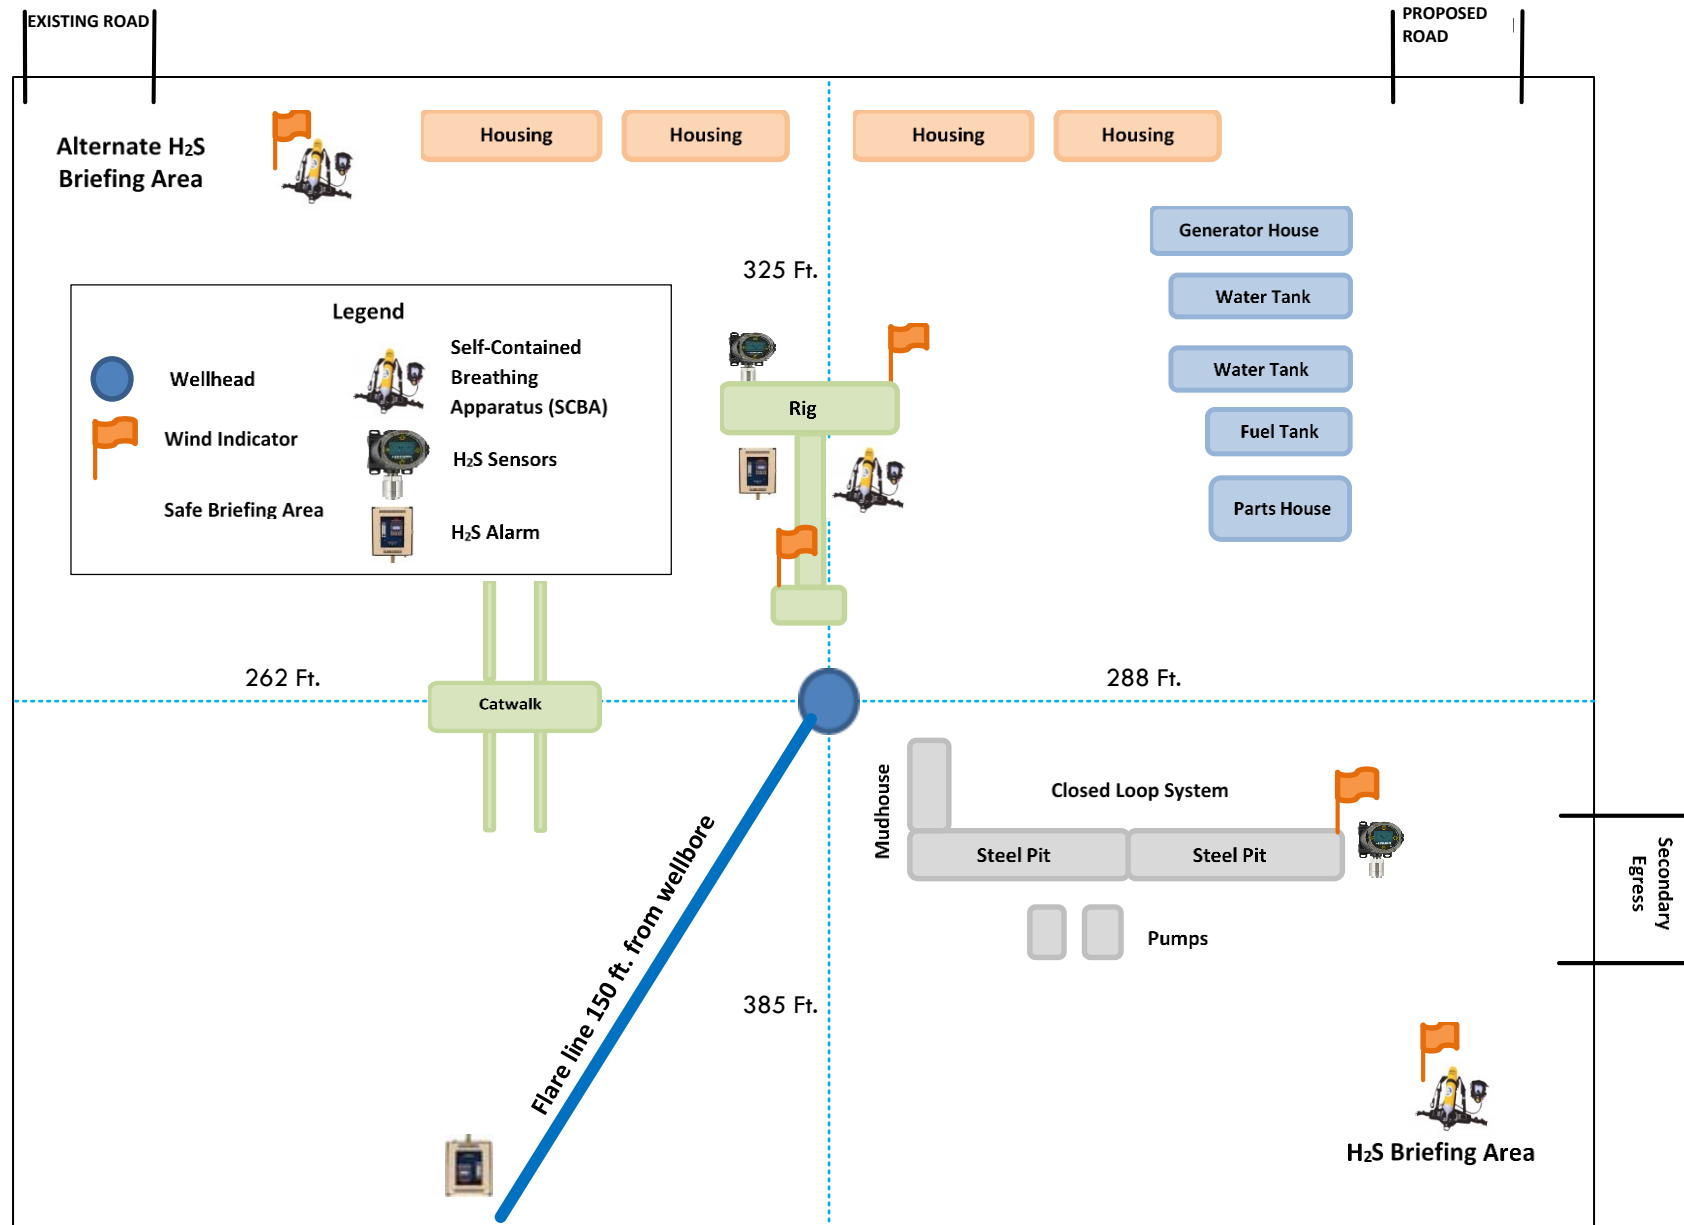 EXISTING ROAD
PROPOSED
ROAD
Alternate H2S
Briefing Area
Housing
Housing
Housing
Housing
Generator House
Water Tank
Water Tank
Fuel Tank
Parts House
325 Ft.
Legend
Wellhead
Wind Indicator
Safe Briefing Area
Self-Contained
Breathing
Apparatus (SCBA)
H2S Sensors
H2S Alarm
Rig
262 Ft.
288 Ft.
Catwalk
Mudhouse
Closed Loop System
Steel Pit
Steel Pit
Pumps
Secondary
Egress
Flare line 150 ft. from wellbore
385 Ft.
H2S Briefing Area